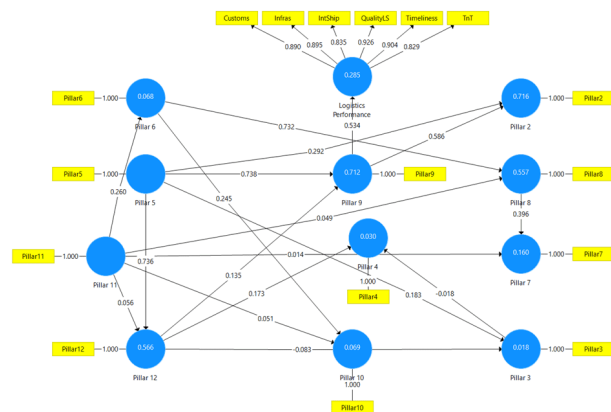 Customs Infras IntShip QualityLS Timeliness TnT
0.890 0.895 0.835 0.926 0.904 0.829
0.285
Logistics
Performance
Pillar6 1.000 0.068
Pillar 6
0.716 1.000 Pillar2
Pillar 2
0.534
0.732
0.586
0.292
Pillar5 1.000
Pillar 5
0.738
0.712 1.000 Pillar9
Pillar 9
0.557 1.000 Pillar8
Pillar 8
0.260
0.245
0.049
0.396
0.030
Pillar 4
Pillar11 1.000
Pillar 11
0.736
0.014
0.160 1.000 Pillar7
Pillar 7
0.135
1.000
Pillar4
0.173
0.183
-0.018
0.056
0.051
Pillar12 1.000 0.566
Pillar 12
-0.083
0.069
Pillar 10
0.018 1.000 Pillar3
Pillar 3
1.000
Pillar10